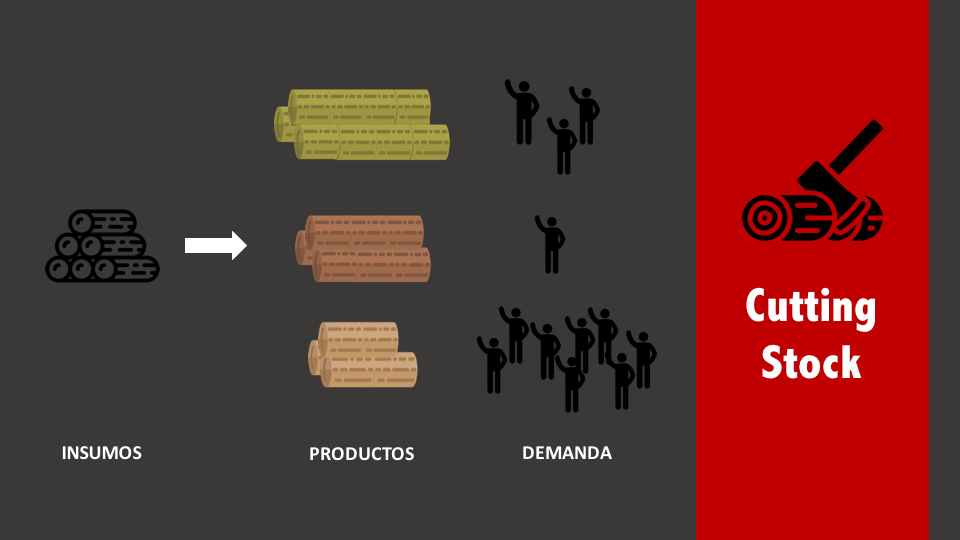 Cutting
Stock
INSUMOS
PRODUCTOS
DEMANDA